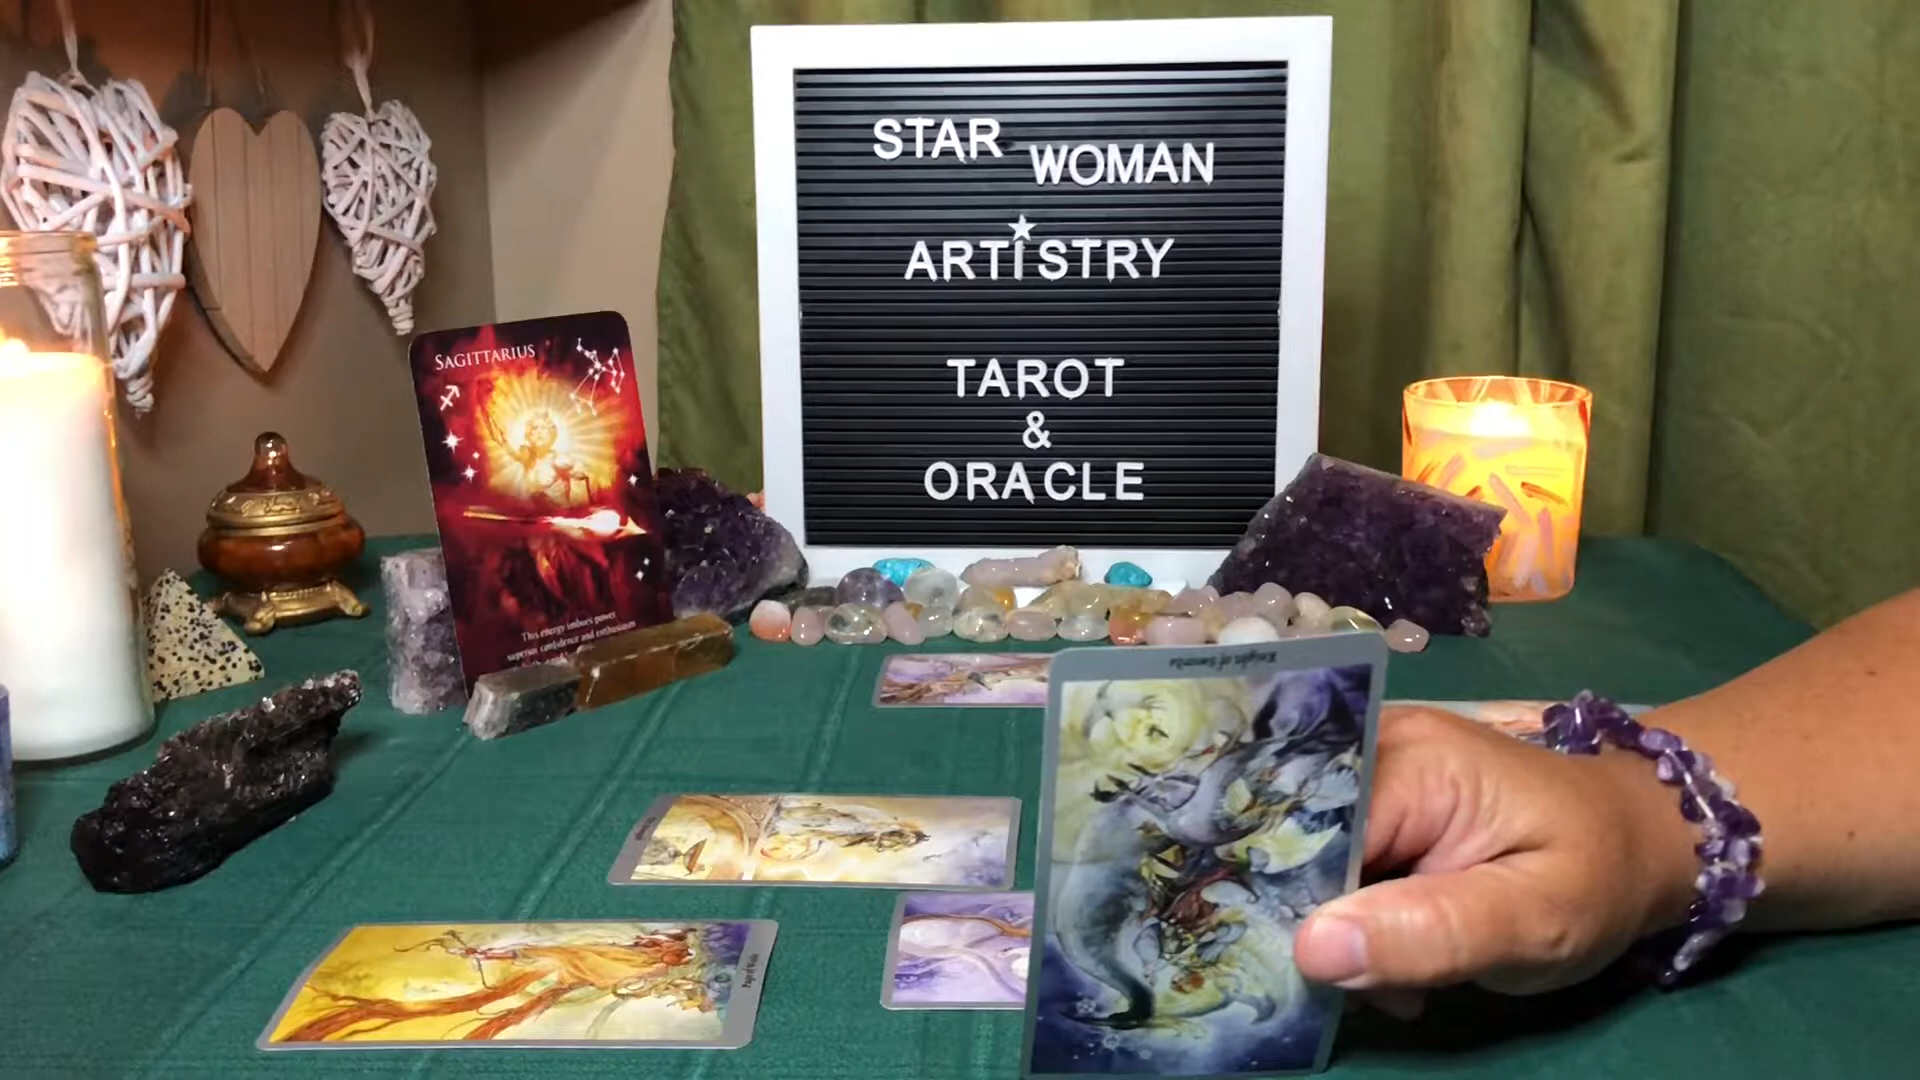 STAR WOMAN
ARTISTRY
TAROT
&
ORACLE
SAGITTARIUS
This energy imbues power
superior confidence and enthusiasm
Knight of Swords
Page of Wands